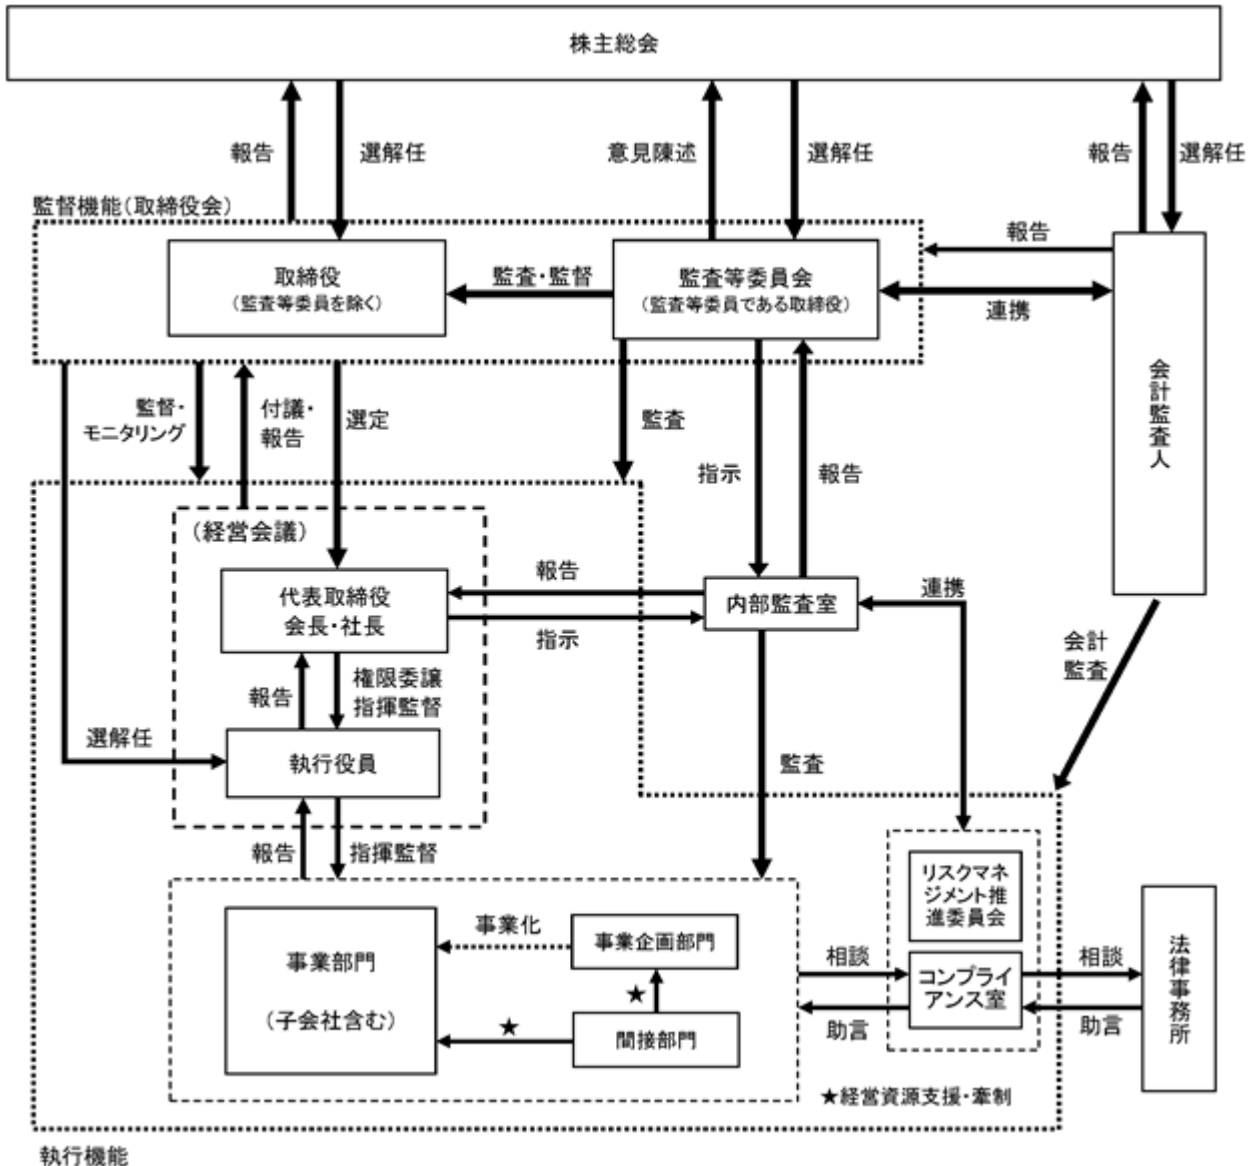 株主総会
報告
選解任
意見陳述
選解任
報告
選解任
監督機能(取締役会)
取締役
(監査等委員を除く)
監査・監督
監査等委員会
(監査等委員である取締役)
報告
連携
会計監査人
監督・
モニタリング
付議・
報告
選定
監査
指示
報告
(経営会議)
代表取締役
会長・社長
報告
指示
内部監査室
連携
会計
監査
報告
権限委譲
指揮監督
選解任
執行役員
監査
報告
指揮監督
事業部門
(子会社含む)
事業化
事業企画部門
★
★
間接部門
相談
助言
リスクマネ
ジメント推
進委員会
コンプライ
アンス室
相談
助言
法律事務所
★経営資源支援・牽制
執行機能